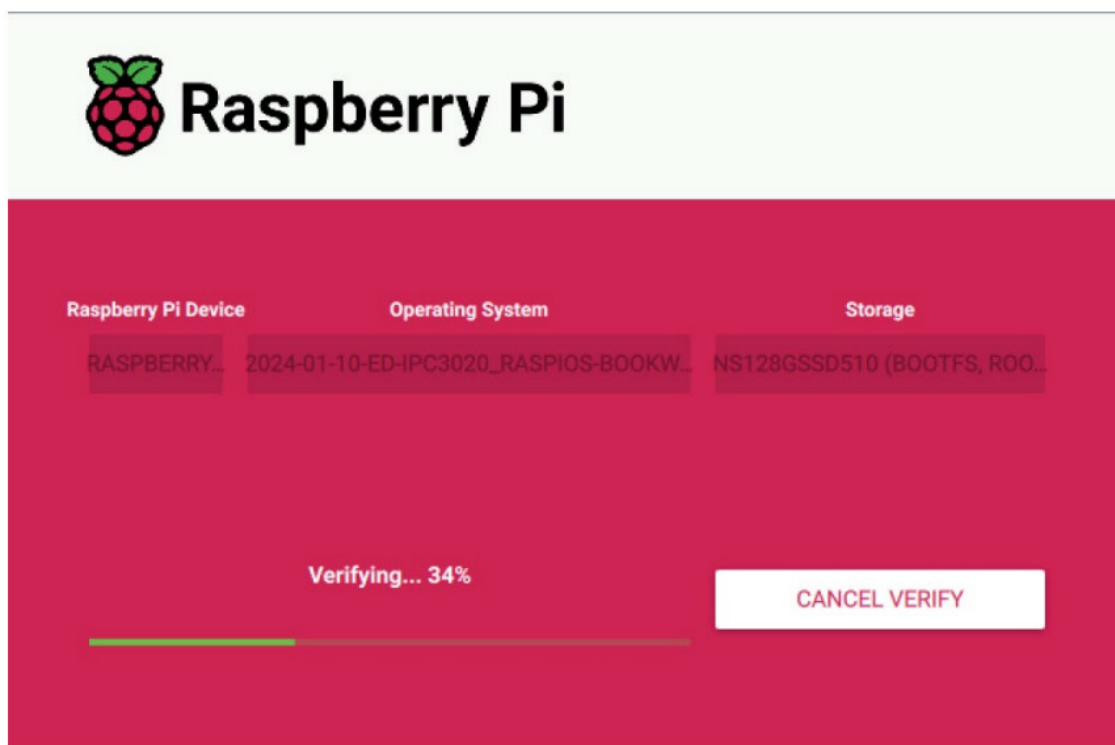 Raspberry Pi
Raspberry Pi Device
Operating System
Storage
RASPBERRY...
2024-01-10-ED-IPC3020_RASPIOS-BOOKW...
NS128GSSD510 (BOOTFS, ROO...
Verifying... 34%
CANCEL VERIFY